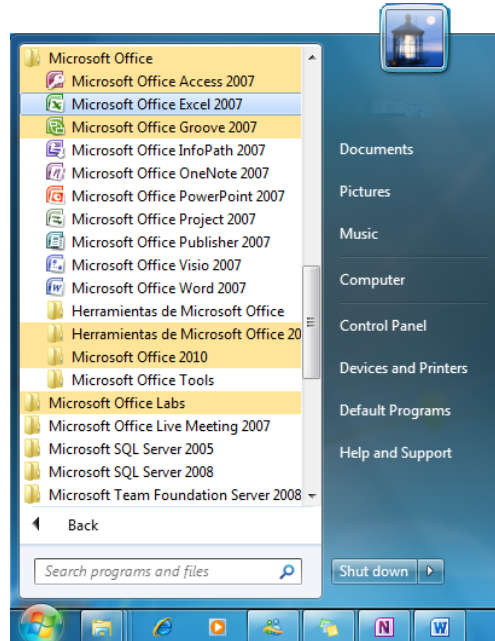 Microsoft Office
Microsoft Office Access 2007
Microsoft Office Excel 2007
Microsoft Office Groove 2007
Microsoft Office InfoPath 2007
Microsoft Office OneNote 2007
Microsoft Office PowerPoint 2007
Microsoft Office Project 2007
Microsoft Office Publisher 2007
Microsoft Office Visio 2007
Microsoft Office Word 2007
Herramientas de Microsoft Office
Herramientas de Microsoft Office 20
Microsoft Office 2010
Microsoft Office Tools
Microsoft Office Labs
Microsoft Office Live Meeting 2007
Microsoft SQL Server 2005
Microsoft SQL Server 2008
Microsoft Team Foundation Server 2008
Back
Search programs and files
Documents
Pictures
Music
Computer
Control Panel
Devices and Printers
Default Programs
Help and Support
Shut down